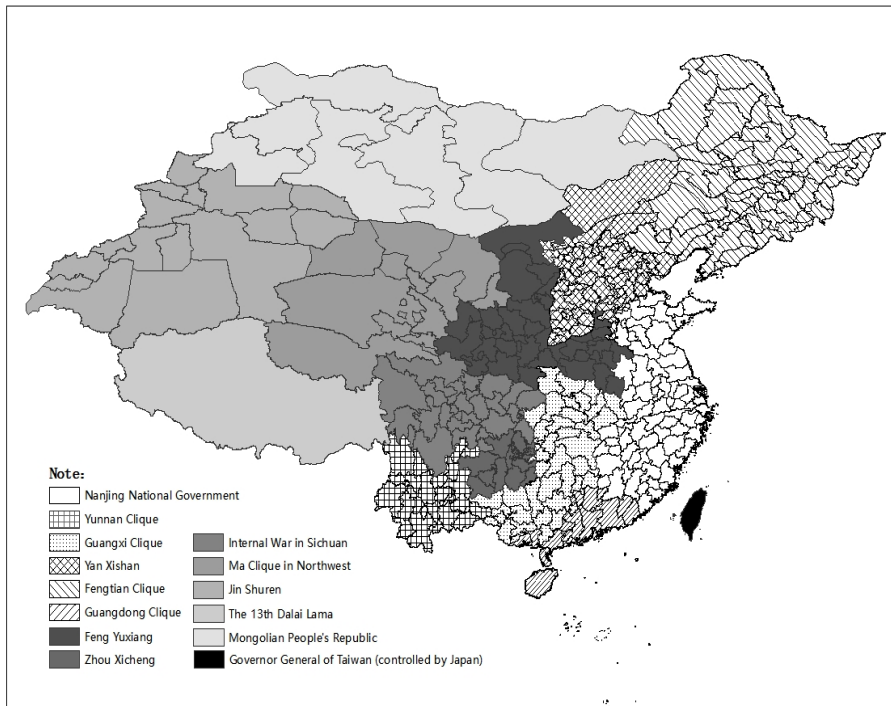 Note:
Nanjing National Government
Yunnan Clique
Guangxi Clique
Yan Xishan
Fengtian Clique
Guangdong Clique
Feng Yuxiang
Zhou Xicheng
Internal War in Sichuan
Ma Clique in Northwest
Jin Shuren
The 13th Dalai Lama
Mongolian People's Republic
Governor General of Taiwan (controlled by Japan)